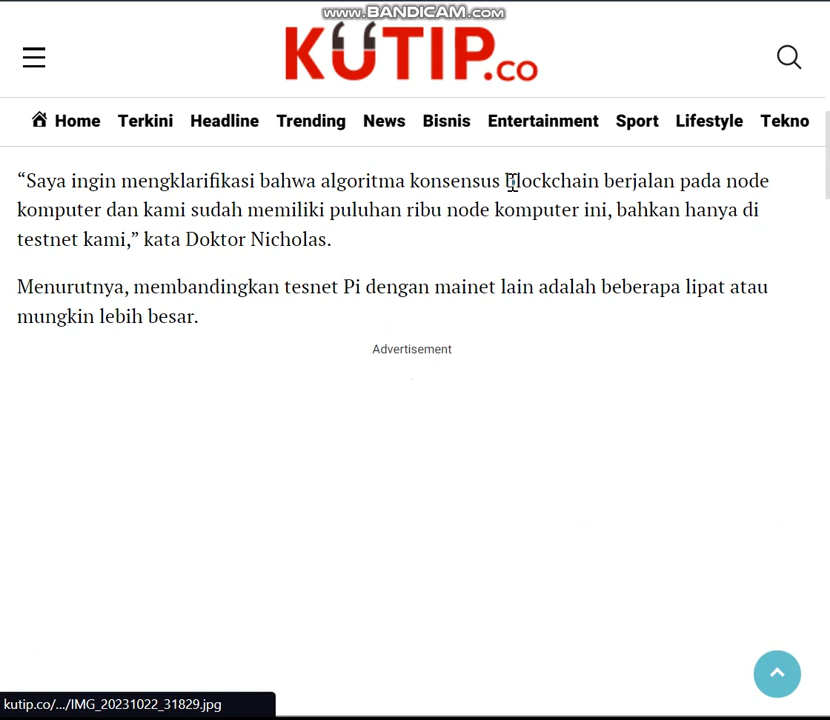 www.BANDICAM.com
KUTIP.co
Home Terkini Headline Trending News Bisnis Entertainment Sport Lifestyle Tekno
“Saya ingin mengklarifikasi bahwa algoritma konsensus blockchain berjalan pada node
komputer dan kami sudah memiliki puluhan ribu node komputer ini, bahkan hanya di
testnet kami,” kata Doktor Nicholas.
Menurutnya, membandingkan tesnet Pi dengan mainet lain adalah beberapa lipat atau
mungkin lebih besar.
Advertisement
kutip.co/.../IMG_20231022_31829.jpg